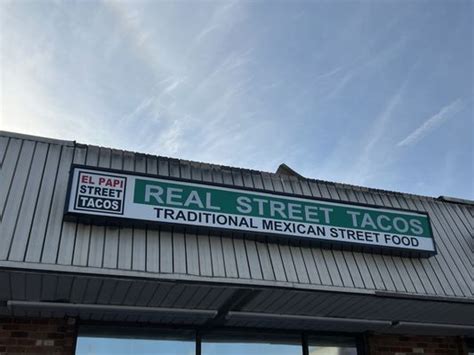 EL PAPI
STREET
TACOS
REAL STREET TACOS
TRADITIONAL MEXICAN STREET FOOD